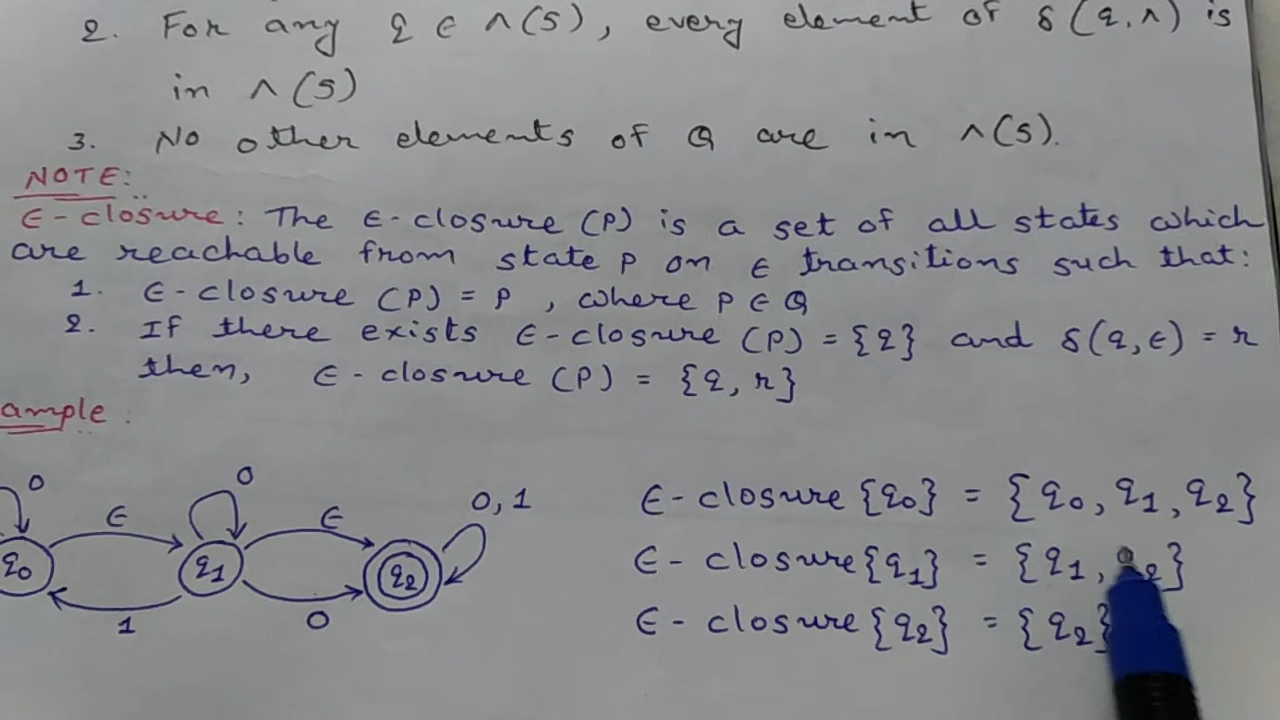 2. For any q ∈ Λ(S), every element of δ(q,Λ) is
in Λ(S)
3. No other elements of Q are in Λ(S).
NOTE:
∈-closure: The ∈-closure (P) is a set of all states which
are reachable from state P on ∈ transitions such that:
1. ∈-closure (P) = P , where P ∈ Q
2. If there exists ∈-closure (P) = {q} and δ(q,∈) = r
then, ∈-closure (P) = {q, r}
ample.
0
0
∈
∈
0,1
q0
q1
q2
1
0
∈-closure{q0} = {q0, q1, q2}
∈-closure{q1} = {q1, 2}
∈-closure{q2} = {q2}